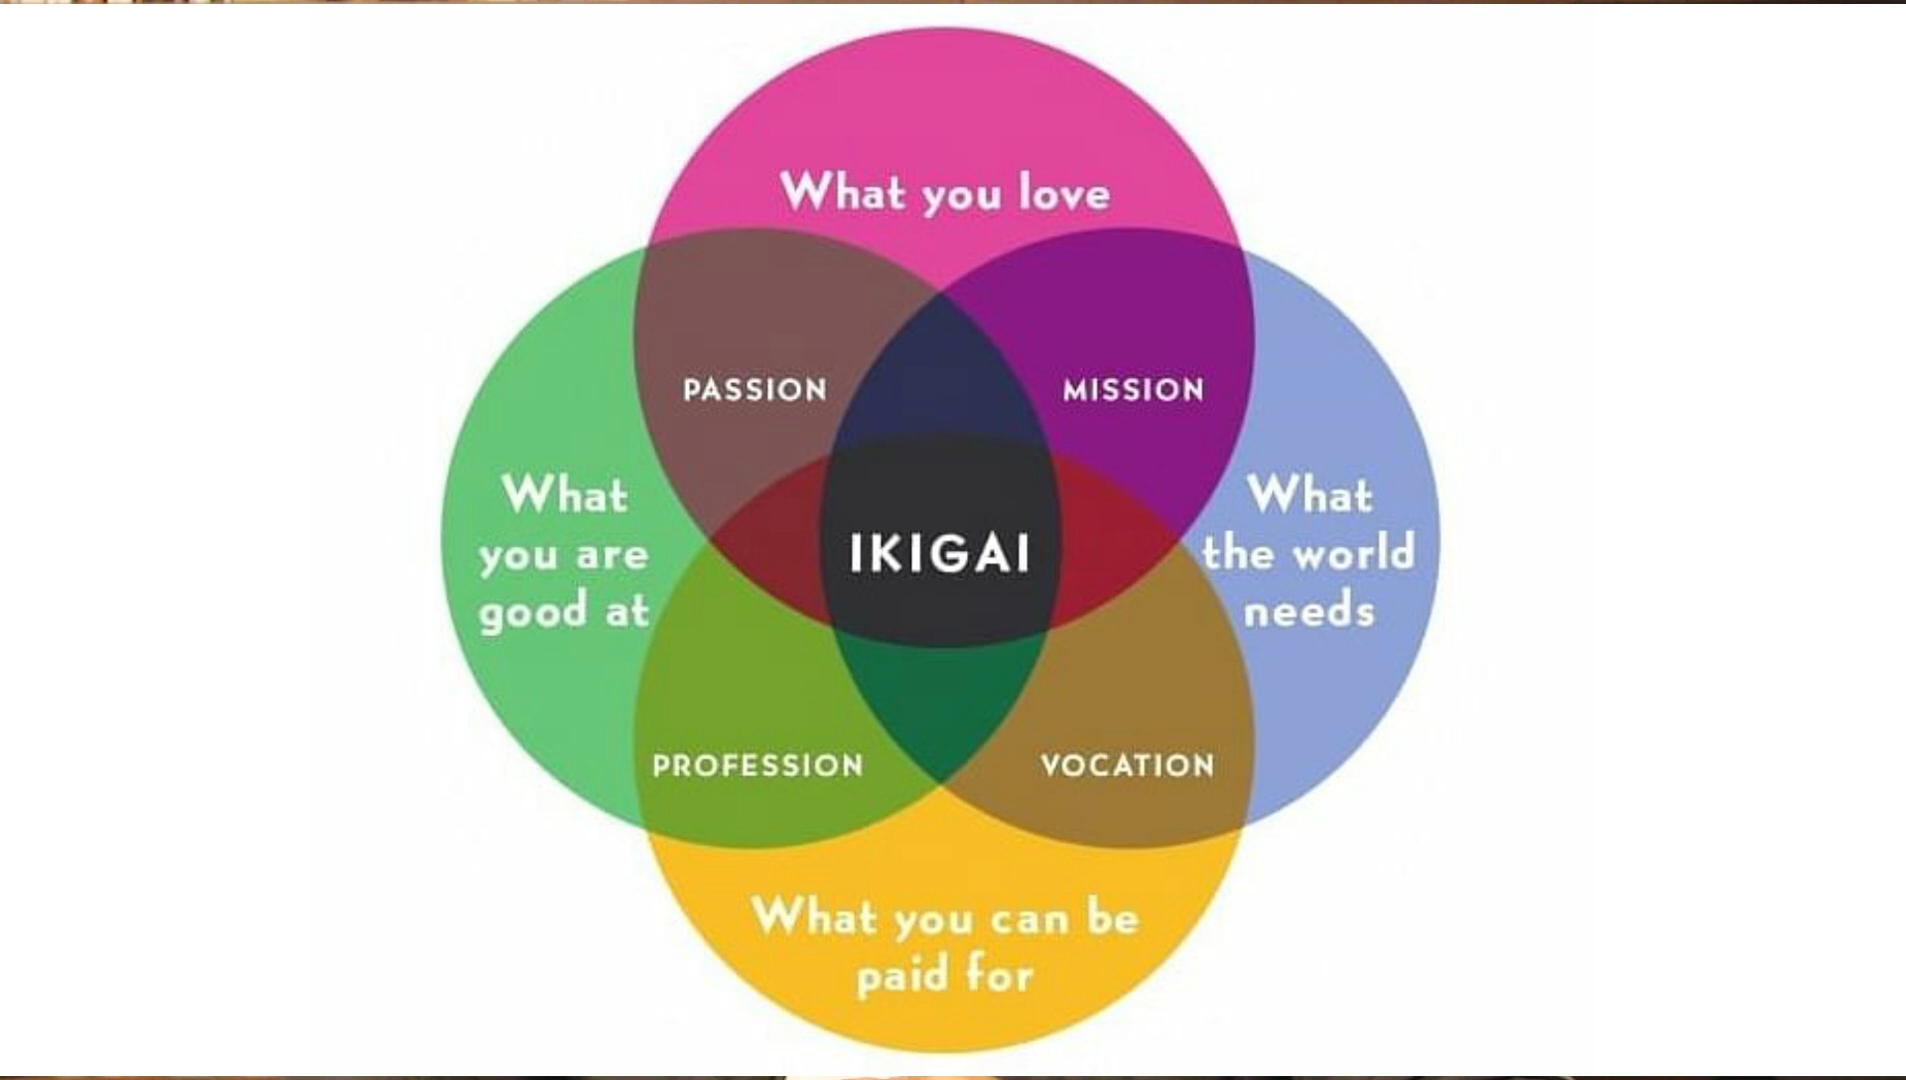 What you love
PASSION
MISSION
What
you are
good at
What
the world
needs
IKIGAI
PROFESSION
VOCATION
What you can be
paid for